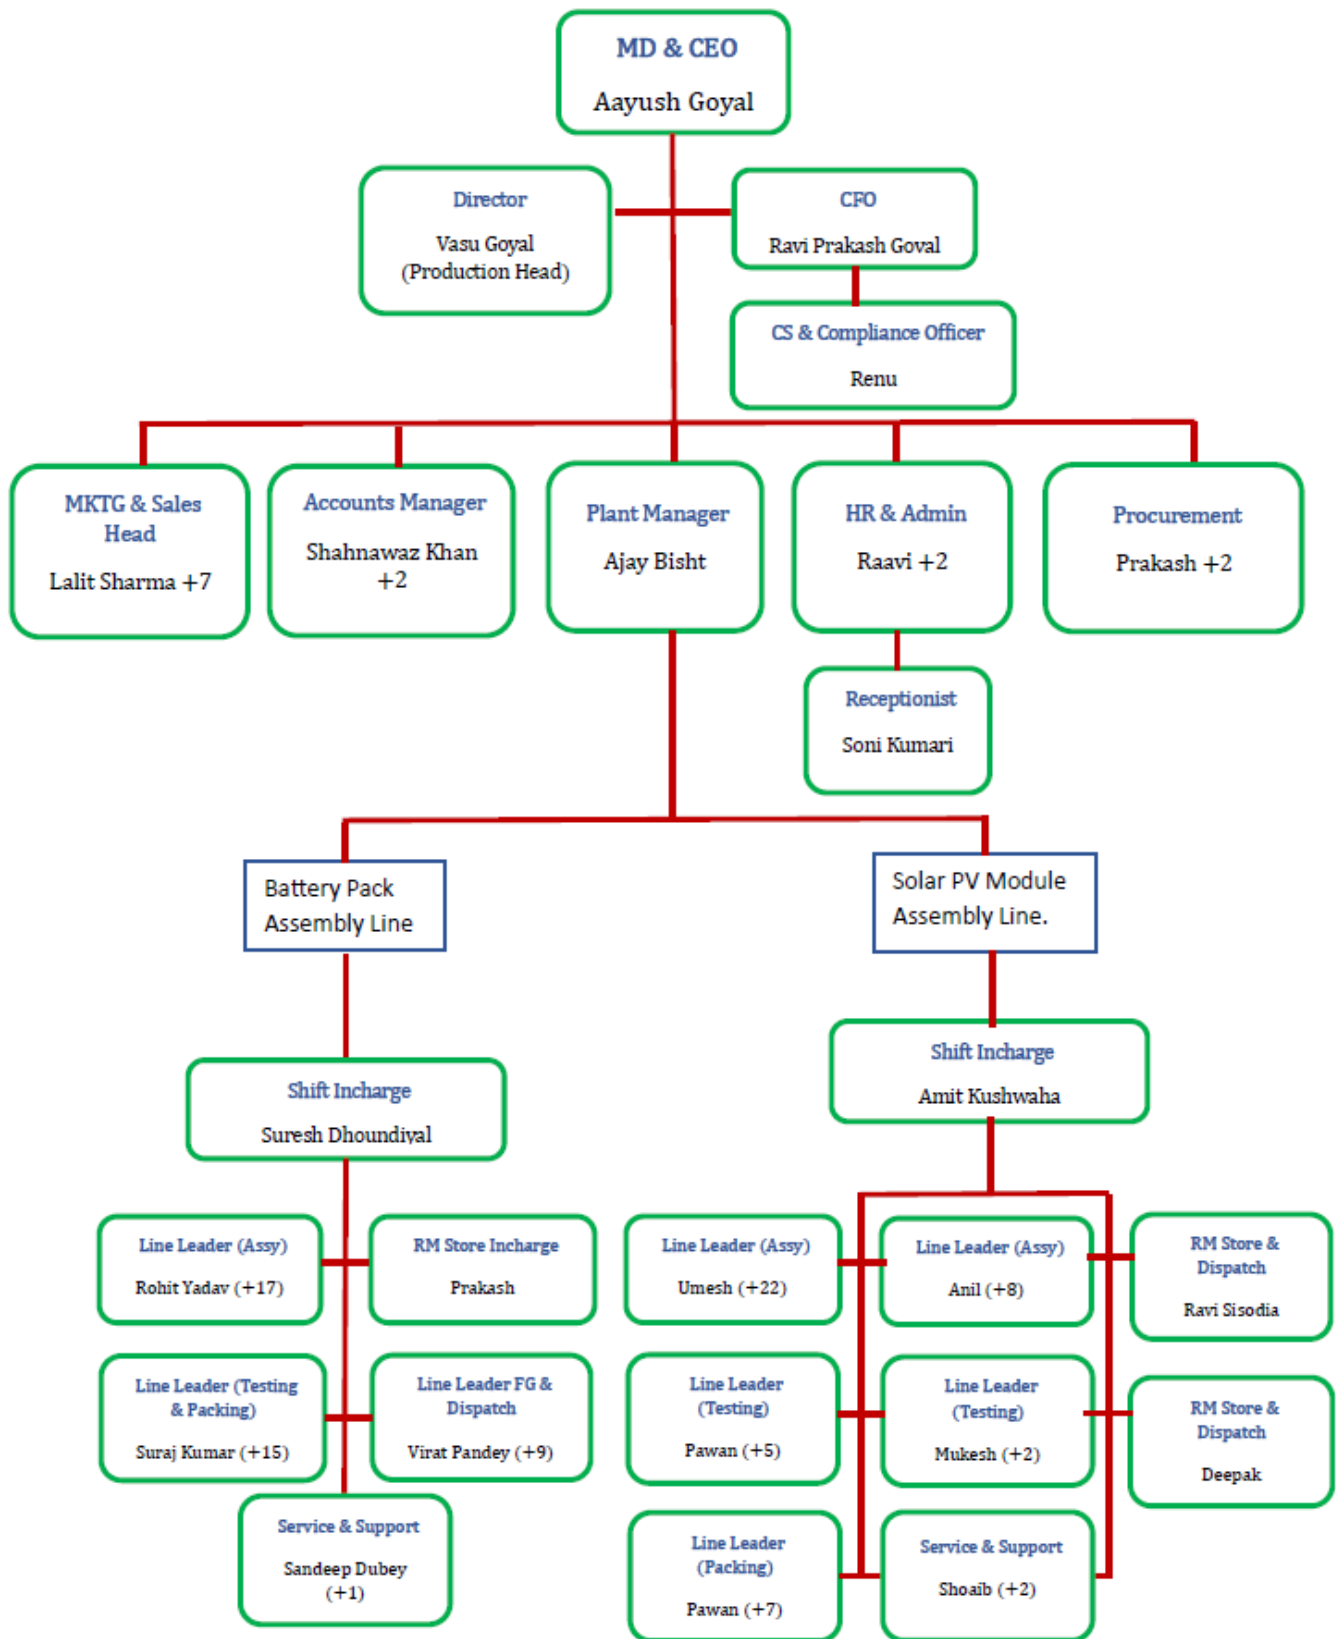 MD & CEO
Aayush Goyal
Director
Vasu Goyal
(Production Head)
CFO
Ravi Prakash Goyal
CS & Compliance Officer
Renu
MKTG & Sales
Head
Lalit Sharma +7
Accounts Manager
Shahnawaz Khan
+2
Plant Manager
Ajay Bisht
HR & Admin
Raavi +2
Procurement
Prakash +2
Receptionist
Soni Kumari
Battery Pack
Assembly Line
Solar PV Module
Assembly Line.
Shift Incharge
Suresh Dhoundiyal
Shift Incharge
Amit Kushwaha
Line Leader (Assy)
Rohit Yadav (+17)
RM Store Incharge
Prakash
Line Leader (Testing
& Packing)
Suraj Kumar (+15)
Line Leader FG &
Dispatch
Virat Pandey (+9)
Service & Support
Sandeep Dubey
(+1)
Line Leader (Assy)
Umesh (+22)
Line Leader (Assy)
Anil (+8)
RM Store &
Dispatch
Ravi Sisodia
Line Leader
(Testing)
Pawan (+5)
Line Leader
(Testing)
Mukesh (+2)
RM Store &
Dispatch
Deepak
Line Leader
(Packing)
Pawan (+7)
Service & Support
Shoaib (+2)